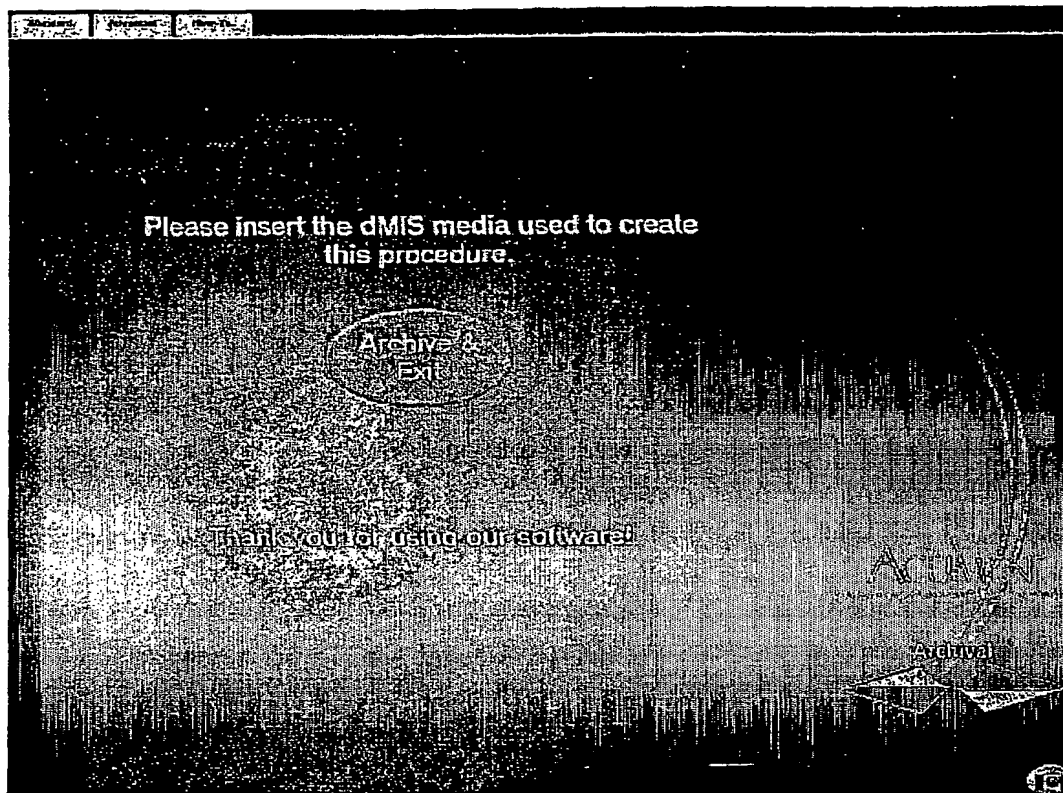 Please insert the dMIS media used to create
this procedure.
Archive &
Exit
Thank you for using our software!
Archival